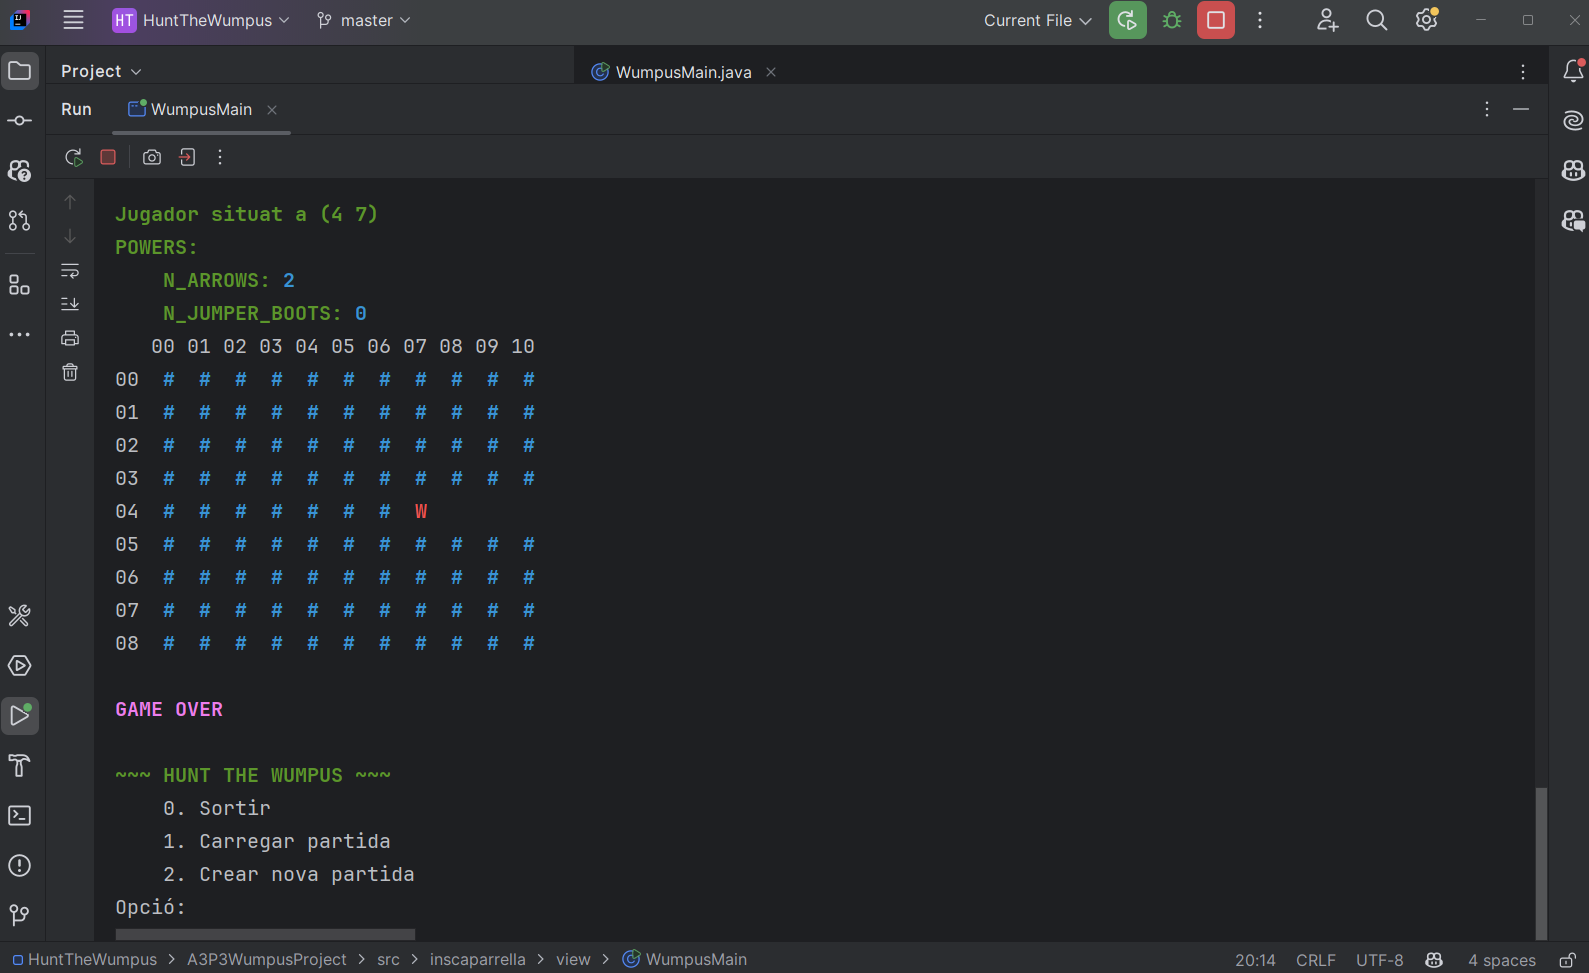 HT HuntTheWumpus master Current File
Project WumpusMain.java
Run WumpusMain
Jugador situat a (4 7)
POWERS:
N_ARROWS: 2
N_JUMPER_BOOTS: 0
00 01 02 03 04 05 06 07 08 09 10
00 # # # # # # # # # # #
01 # # # # # # # # # # #
02 # # # # # # # # # # #
03 # # # # # # # # # # #
04 # # # # # # # W
05 # # # # # # # # # # #
06 # # # # # # # # # # #
07 # # # # # # # # # # #
08 # # # # # # # # # # #
GAME OVER
~~~ HUNT THE WUMPUS ~~~
0. Sortir
1. Carregar partida
2. Crear nova partida
Opció:
HuntTheWumpus > A3P3WumpusProject > src > inscaparrella > view > WumpusMain 20:14 CRLF UTF-8 4 spaces